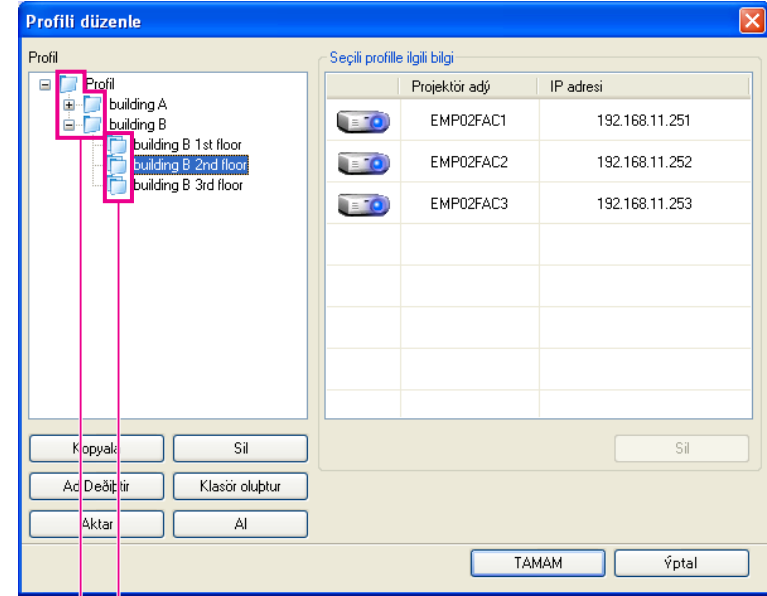 Profili düzenle
Profil
Profil
building A
building B
building B 1st floor
building B 2nd floor
building B 3rd floor
Kopyala Sil
Ad Deðiþtir Klasör oluþtur
Aktar Al
Seçili profille ilgili bilgi
Projektör adý IP adresi
EMP02FAC1 192.168.11.251
EMP02FAC2 192.168.11.252
EMP02FAC3 192.168.11.253
Sil
TAMAM ýptal